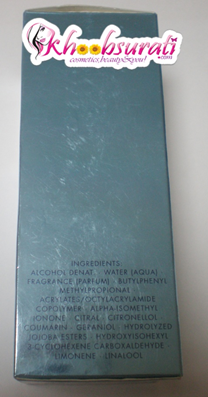 khoobsurati
.com
cosmetics, beauty & you!
INGREDIENTS:
ALCOHOL DENAT. · WATER (AQUA)
FRAGRANCE (PARFUM) · BUTYLPHENYL
METHYLPROPIONAL ·
ACRYLATES/OCTYLACRYLAMIDE
COPOLYMER · ALPHA-ISOMETHYL
IONONE · CITRAL · CITRONELLOL
COUMARIN · GERANIOL · HYDROLYZED
JOJOBA ESTERS · HYDROXYISOHEXYL
3-CYCLOHEXENE CARBOXALDEHYDE
LIMONENE · LINALOOL